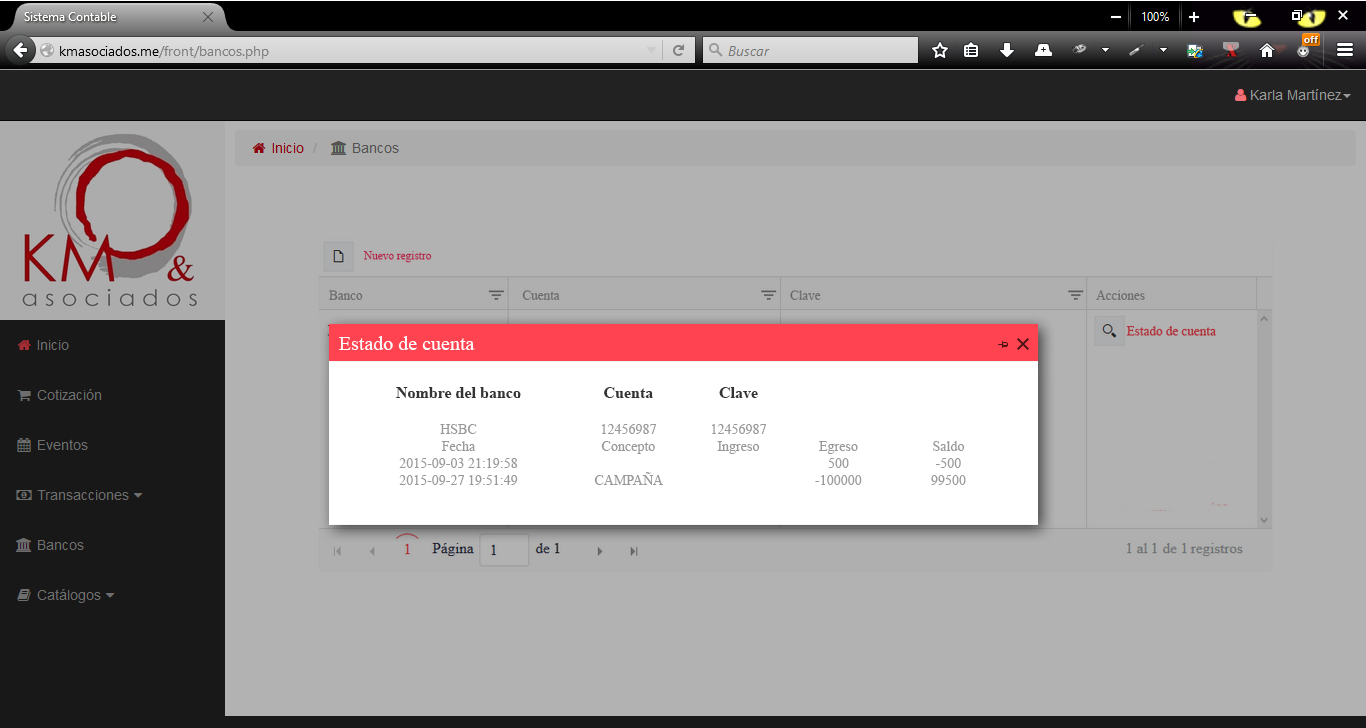 Sistema Contable
100%
kmasociados.me/front/bancos.php
Buscar
off
Karla Martínez
KM &
asociados
Inicio / Bancos
Nuevo registro
Banco Cuenta Clave Acciones
Estado de cuenta
Estado de cuenta
Nombre del banco Cuenta Clave
HSBC 12456987 12456987
Fecha Concepto Ingreso Egreso Saldo
2015-09-03 21:19:58 500 -500
2015-09-27 19:51:49 CAMPAÑA -100000 99500
1 Página 1 de 1 1 al 1 de 1 registros
Inicio
Cotización
Eventos
Transacciones
Bancos
Catálogos